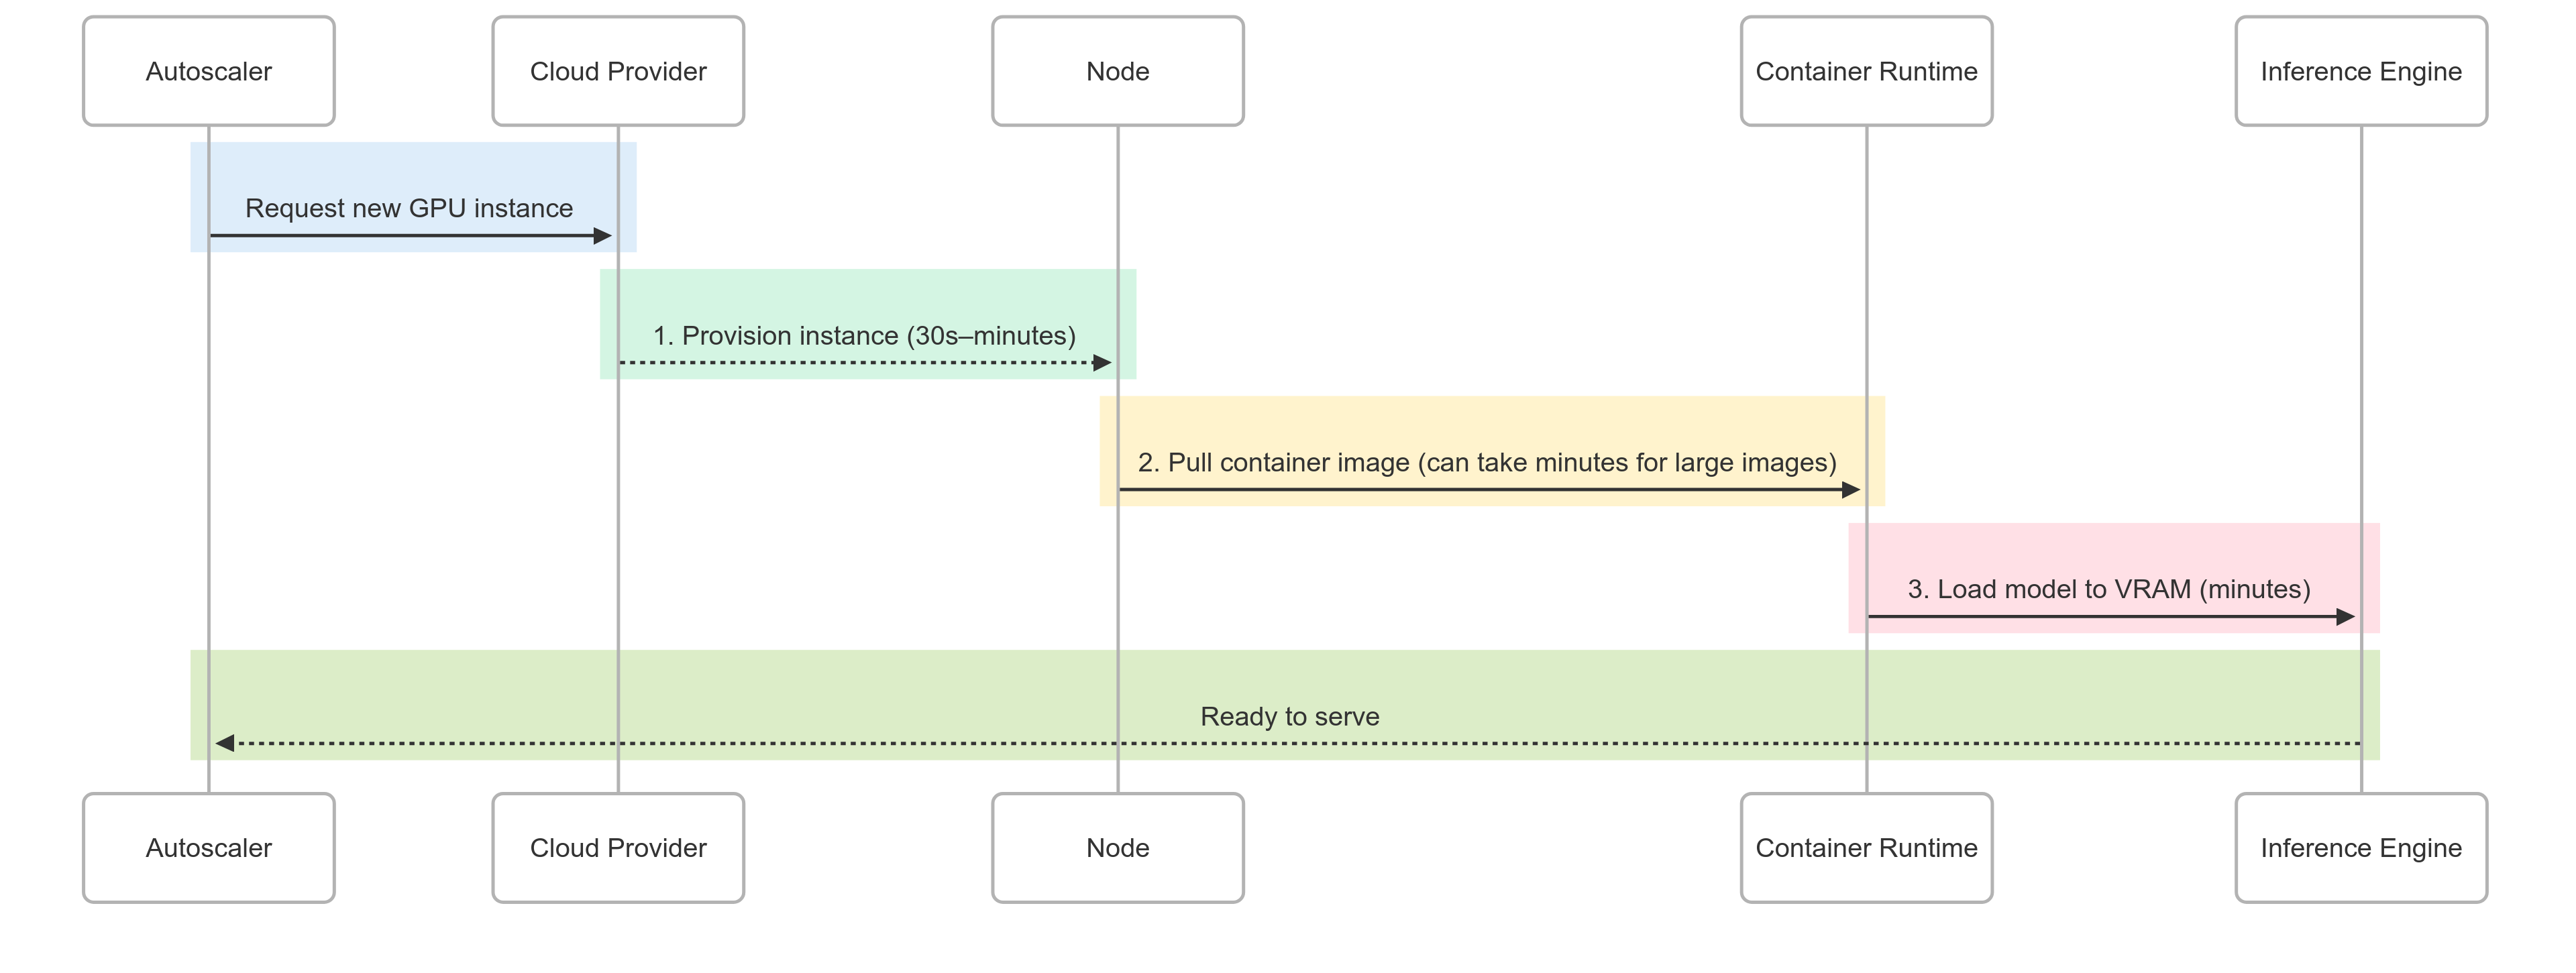 Autoscaler
Cloud Provider
Node
Container Runtime
Inference Engine
Request new GPU instance
1. Provision instance (30s–minutes)
2. Pull container image (can take minutes for large images)
3. Load model to VRAM (minutes)
Ready to serve
Autoscaler
Cloud Provider
Node
Container Runtime
Inference Engine